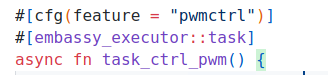 #[cfg(feature = "pwmctrl")]
#[embassy_executor::task]
async fn task_ctrl_pwm() {